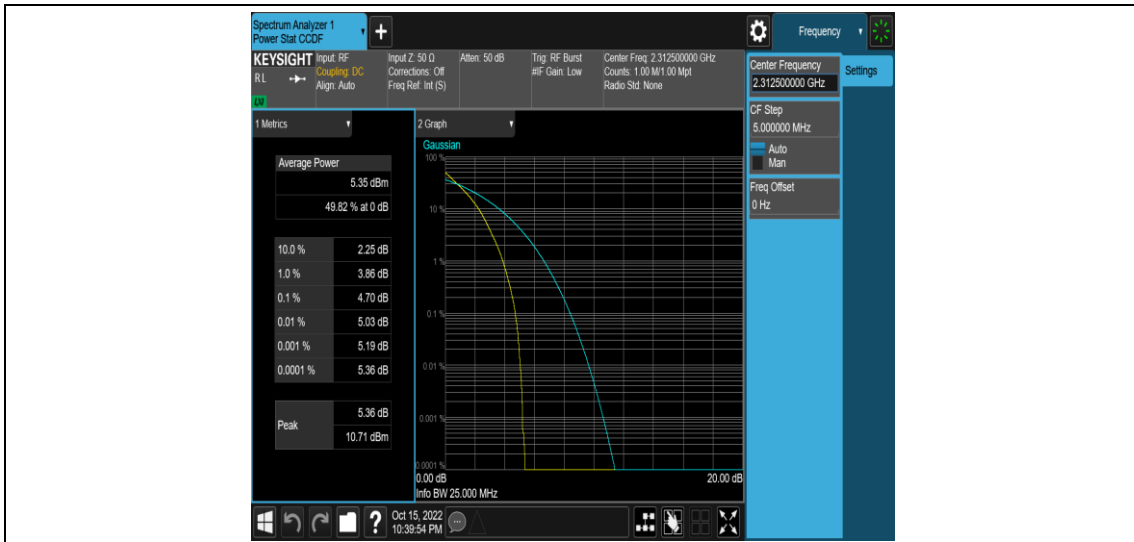 Spectrum Analyzer 1
Power Stat CCDF
+
Frequency
KEYSIGHT
RL
LXI
Input: RF
Coupling: DC
Align: Auto
Input Z: 50 Ω
Corrections: Off
Freq Ref: Int (S)
Atten: 50 dB
Trig: RF Burst
#IF Gain: Low
Center Freq: 2.312500000 GHz
Counts: 1.00 M/1.00 Mpt
Radio Std: None
Center Frequency
2.312500000 GHz
Settings
CF Step
5.000000 MHz
Auto
Man
Freq Offset
0 Hz
1 Metrics
Average Power
5.35 dBm
49.82 % at 0 dB
10.0 % 2.25 dB
1.0 % 3.86 dB
0.1 % 4.70 dB
0.01 % 5.03 dB
0.001 % 5.19 dB
0.0001 % 5.36 dB
Peak
5.36 dB
10.71 dBm
2 Graph
Gaussian
100 %
10 %
1 %
0.1 %
0.01 %
0.001 %
0.0001 %
0.00 dB 20.00 dB
Info BW 25.000 MHz
?
Oct 15, 2022
10:39:54 PM